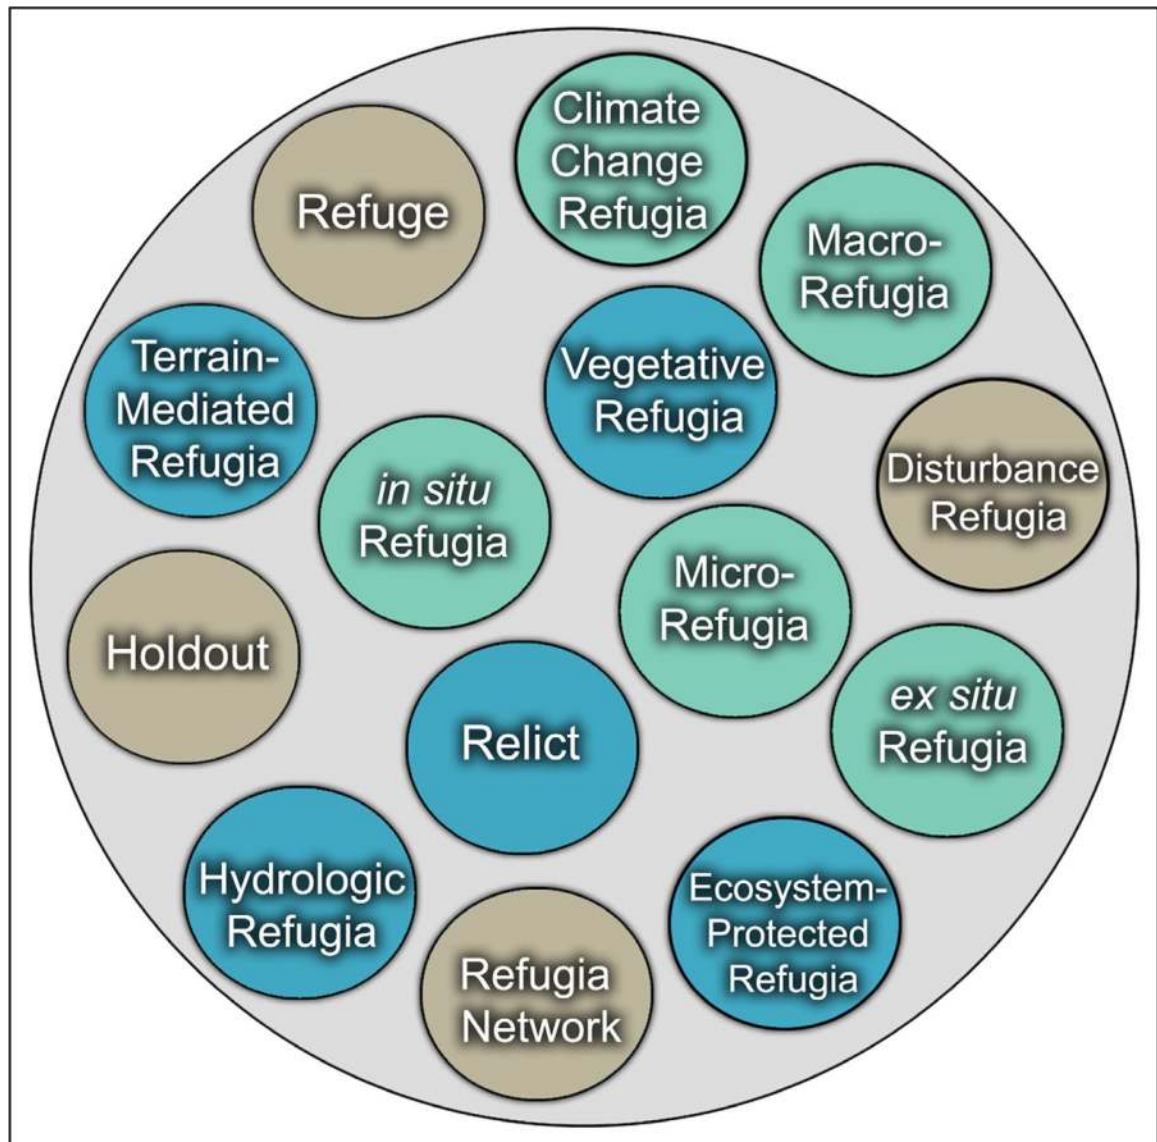 Climate
Change
Refugia
Refuge
Macro-
Refugia
Terrain-
Mediated
Refugia
Vegetative
Refugia
Disturbance
Refugia
in situ
Refugia
Micro-
Refugia
Holdout
ex situ
Refugia
Relict
Hydrologic
Refugia
Ecosystem-
Protected
Refugia
Refugia
Network